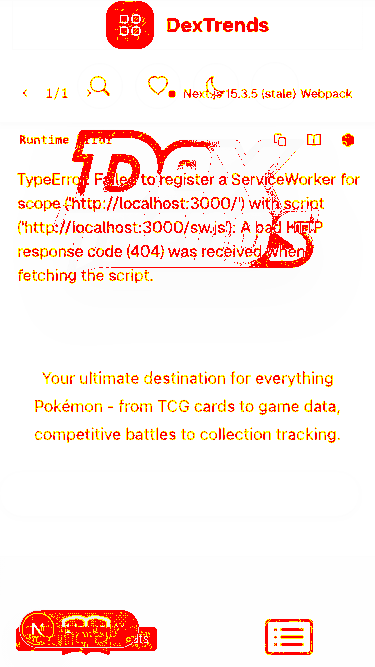 DexTrends
1/1
Next.js 15.3.5 (stale) Webpack
Runtime Error
TypeError: Failed to register a ServiceWorker for
scope ('http://localhost:3000/') with script
('http://localhost:3000/sw.js'): A bad HTTP
response code (404) was received when
fetching the script.
Your ultimate destination for everything
Pokémon - from TCG cards to game data,
competitive battles to collection tracking.
N